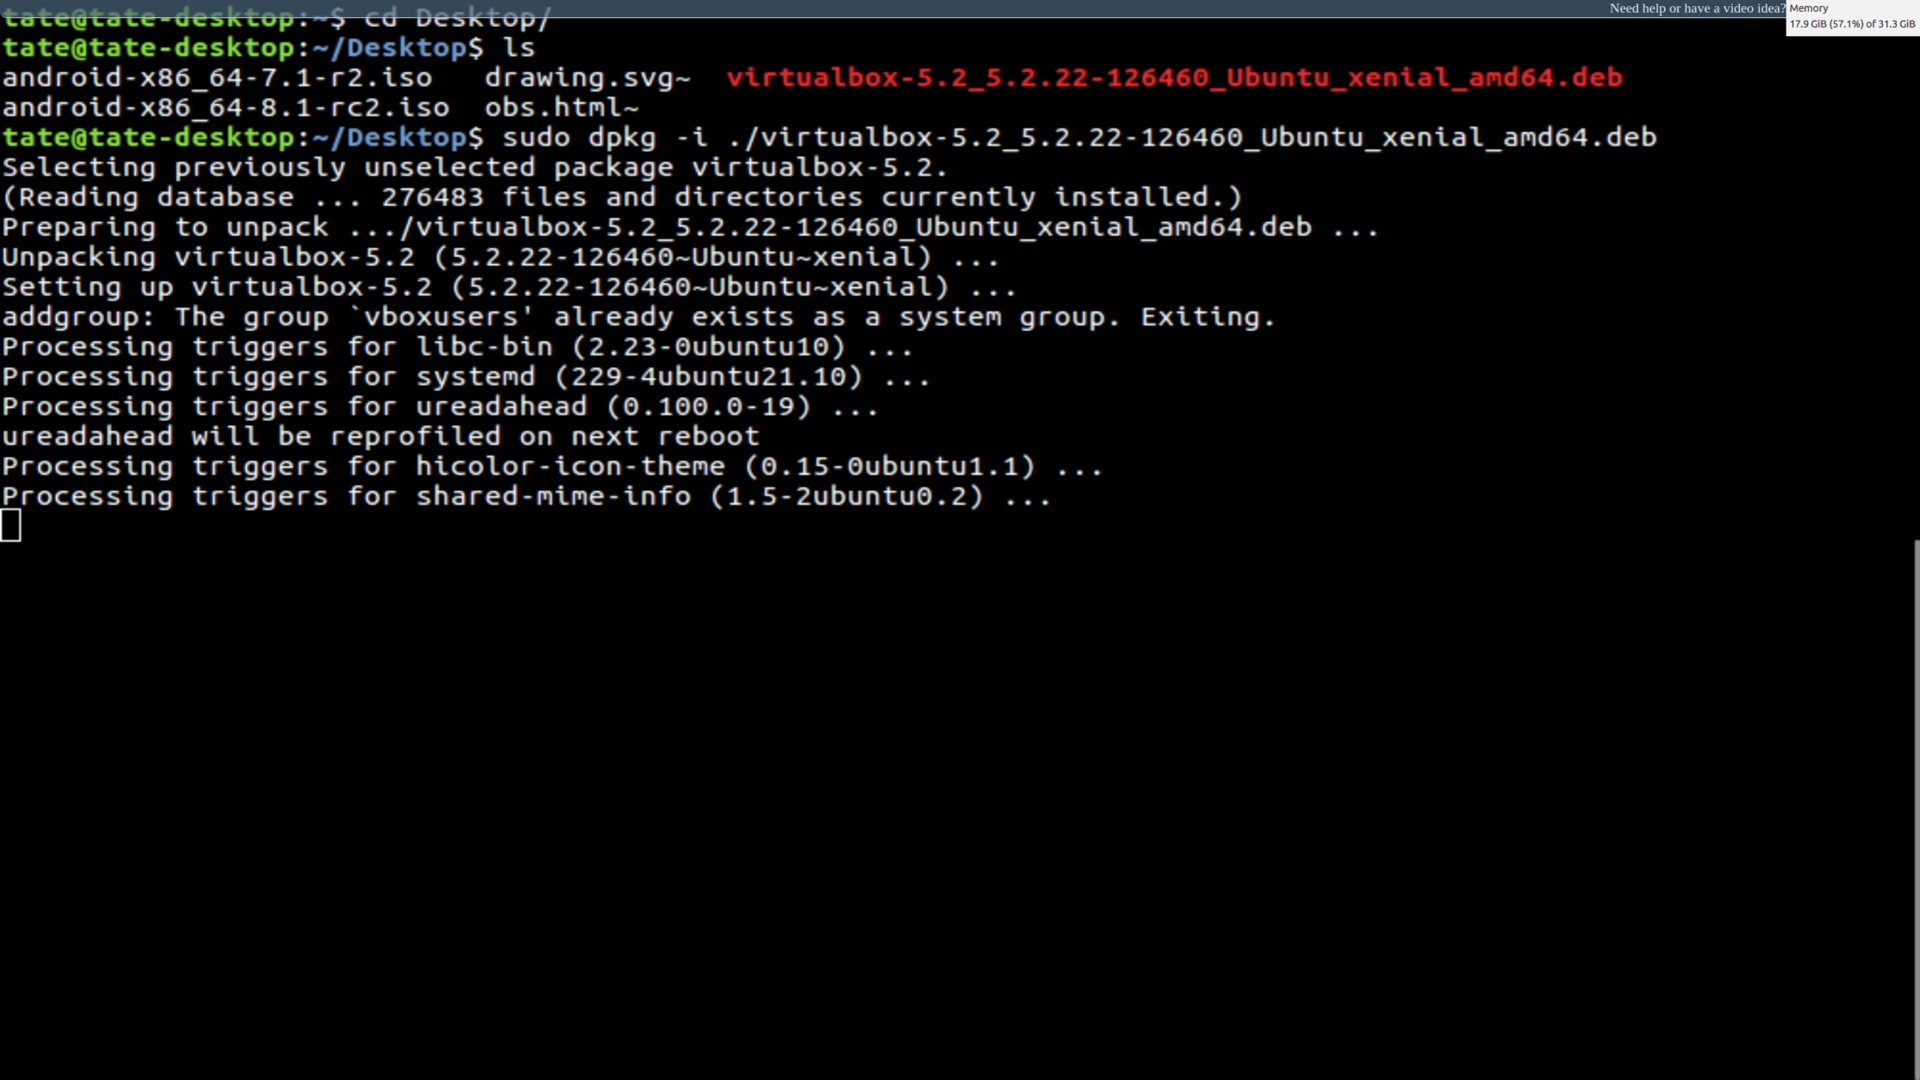 tate@tate-desktop:~$ cd Desktop/
Need help or have a video idea?
Memory
17.9 GiB (57.1%) of 31.3 GiB
tate@tate-desktop:~/Desktop$ ls
android-x86_64-7.1-r2.iso   drawing.svg~  virtualbox-5.2_5.2.22-126460_Ubuntu_xenial_amd64.deb
android-x86_64-8.1-rc2.iso  obs.html~
tate@tate-desktop:~/Desktop$ sudo dpkg -i ./virtualbox-5.2_5.2.22-126460_Ubuntu_xenial_amd64.deb
Selecting previously unselected package virtualbox-5.2.
(Reading database ... 276483 files and directories currently installed.)
Preparing to unpack .../virtualbox-5.2_5.2.22-126460_Ubuntu_xenial_amd64.deb ...
Unpacking virtualbox-5.2 (5.2.22-126460~Ubuntu~xenial) ...
Setting up virtualbox-5.2 (5.2.22-126460~Ubuntu~xenial) ...
addgroup: The group `vboxusers' already exists as a system group. Exiting.
Processing triggers for libc-bin (2.23-0ubuntu10) ...
Processing triggers for systemd (229-4ubuntu21.10) ...
Processing triggers for ureadahead (0.100.0-19) ...
ureadahead will be reprofiled on next reboot
Processing triggers for hicolor-icon-theme (0.15-0ubuntu1.1) ...
Processing triggers for shared-mime-info (1.5-2ubuntu0.2) ...